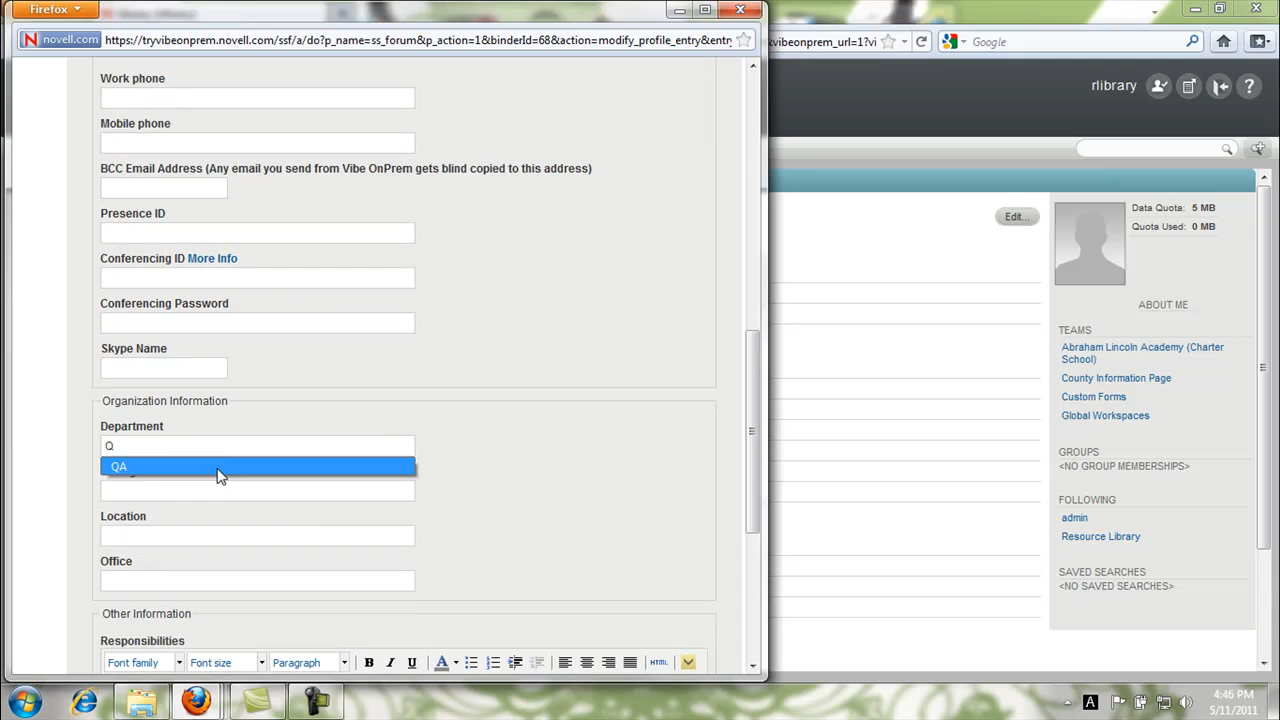 Firefox
novell.com https://tryvibeonprem.novell.com/ssf/a/do?p_name=ss_forum&p_action=1&binderId=68&action=modify_profile_entry&entry
&vibeonprem_url=1?vi
Google
rlibrary
Work phone
Mobile phone
BCC Email Address (Any email you send from Vibe OnPrem gets blind copied to this address)
Presence ID
Conferencing ID More Info
Conferencing Password
Skype Name
Organization Information
Department
Q
QA
Location
Office
Other Information
Responsibilities
Font family Font size Paragraph B I U A HTML
Edit...
Data Quota: 5 MB
Quota Used: 0 MB
ABOUT ME
TEAMS
Abraham Lincoln Academy (Charter
School)
County Information Page
Custom Forms
Global Workspaces
GROUPS
<NO GROUP MEMBERSHIPS>
FOLLOWING
admin
Resource Library
SAVED SEARCHES
<NO SAVED SEARCHES>
A
4:46 PM
5/11/2011